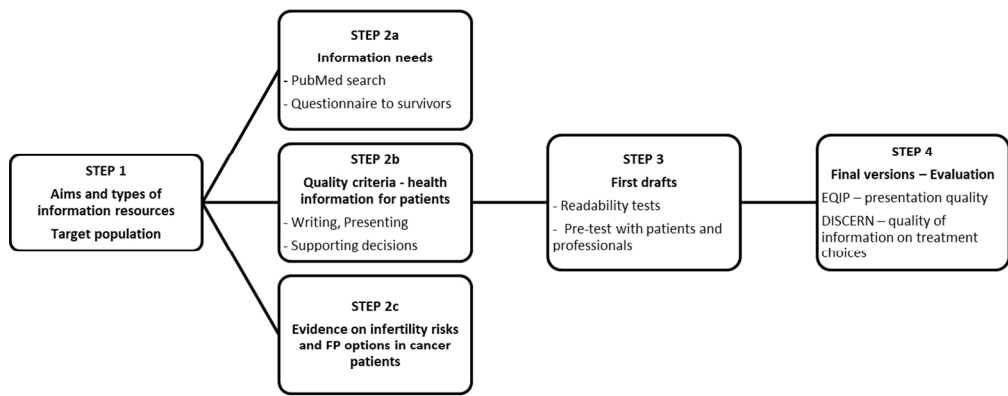 STEP 1
Aims and types of
information resources
Target population
STEP 2a
Information needs
- PubMed search
- Questionnaire to survivors
STEP 2b
Quality criteria - health
information for patients
- Writing, Presenting
- Supporting decisions
STEP 2c
Evidence on infertility risks
and FP options in cancer
patients
STEP 3
First drafts
- Readability tests
- Pre-test with patients and
professionals
STEP 4
Final versions – Evaluation
EQIP – presentation quality
DISCERN – quality of
information on treatment
choices